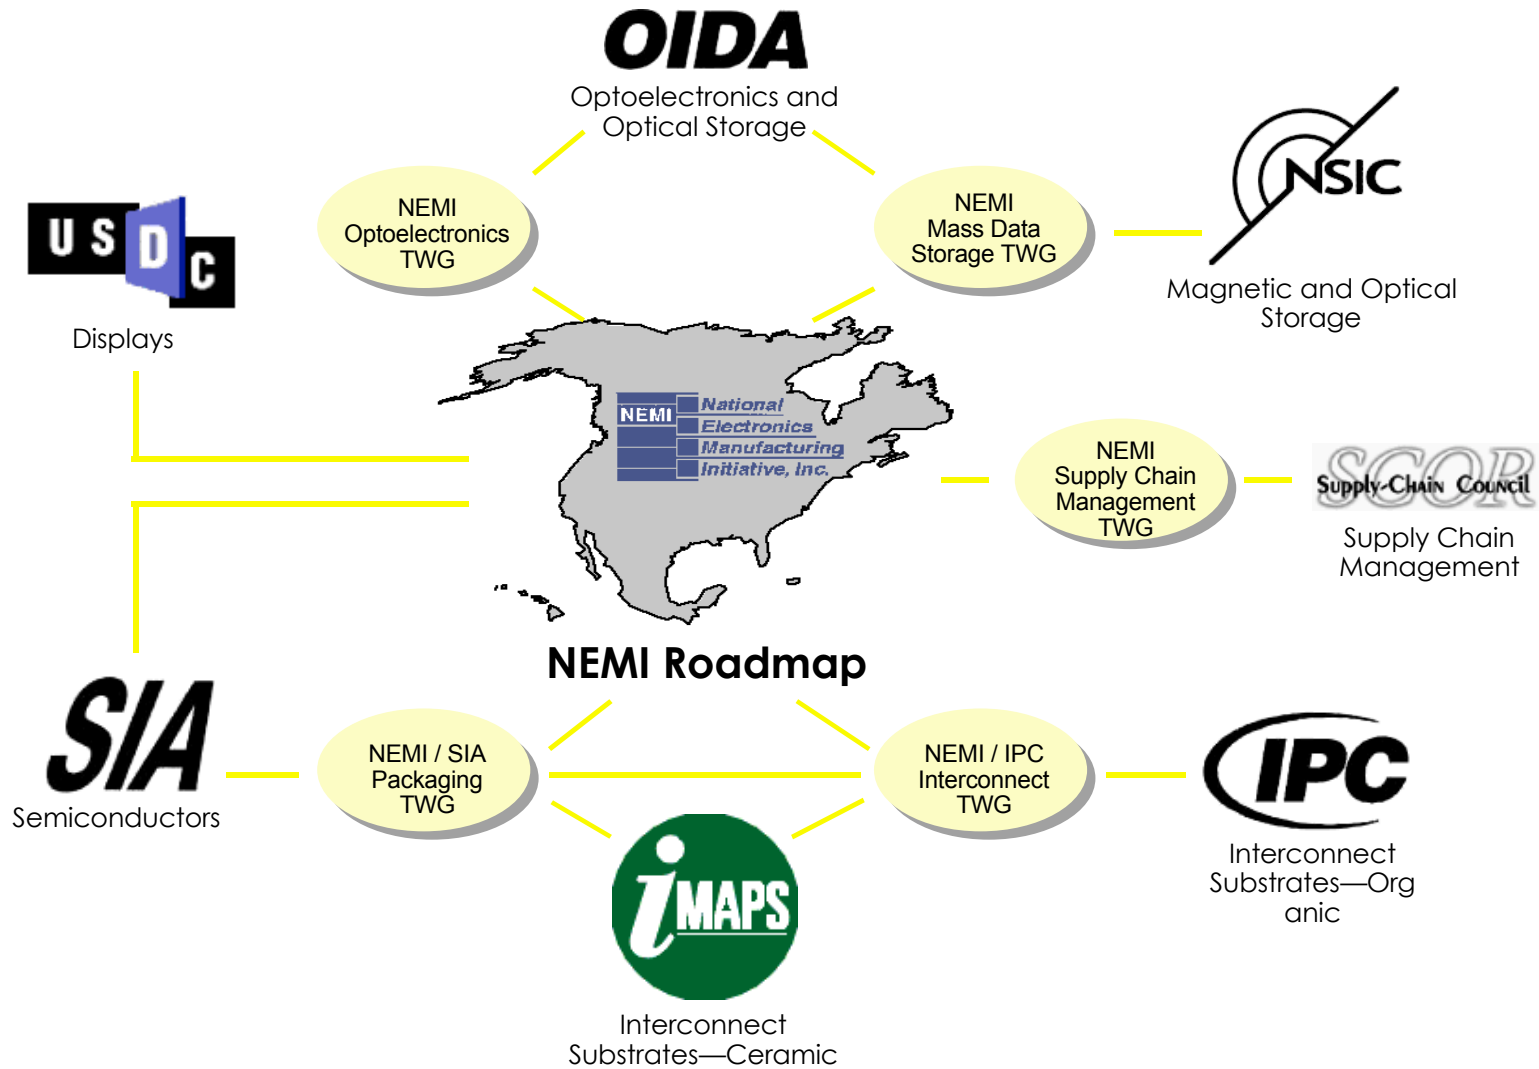 OIDA
Optoelectronics and
Optical Storage
NSIC
Magnetic and Optical
Storage
USDC
Displays
NEMI
Optoelectronics
TWG
NEMI
Mass Data
Storage TWG
NEMI
National
Electronics
Manufacturing
Initiative, Inc.
NEMI
Supply Chain
Management
TWG
SCOR
Supply-Chain Council
Supply Chain
Management
NEMI Roadmap
SIA
Semiconductors
NEMI / SIA
Packaging
TWG
NEMI / IPC
Interconnect
TWG
IPC
Interconnect
Substrates—Org
anic
iMAPS
Interconnect
Substrates—Ceramic